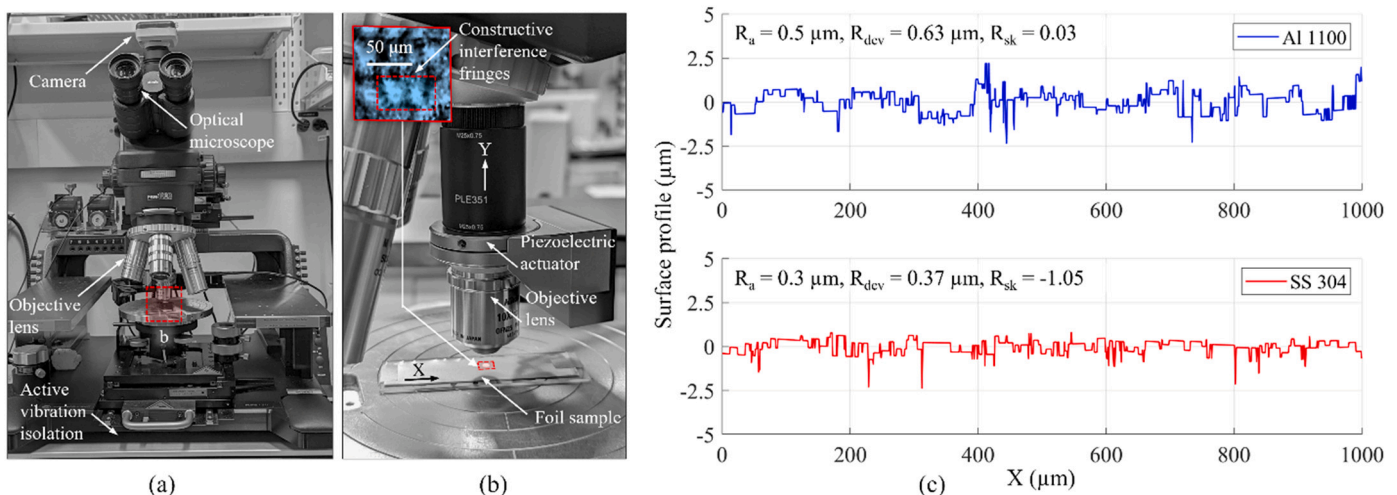 Camera
Optical
microscope
Objective
lens
b
Active
vibration
isolation
(a)
50 μm
Constructive
interference
fringes
Y
PLE351
Piezoelectric
actuator
Objective
lens
10X
JAPAN
X
Foil sample
(b)
Surface profile (μm)
5
2.5
0
-2.5
-5
Rₐ = 0.5 μm, R_dev = 0.63 μm, R_sk = 0.03
Al 1100
0 200 400 600 800 1000
5
2.5
0
-2.5
-5
Rₐ = 0.3 μm, R_dev = 0.37 μm, R_sk = -1.05
SS 304
0 200 400 600 800 1000
X (μm)
(c)